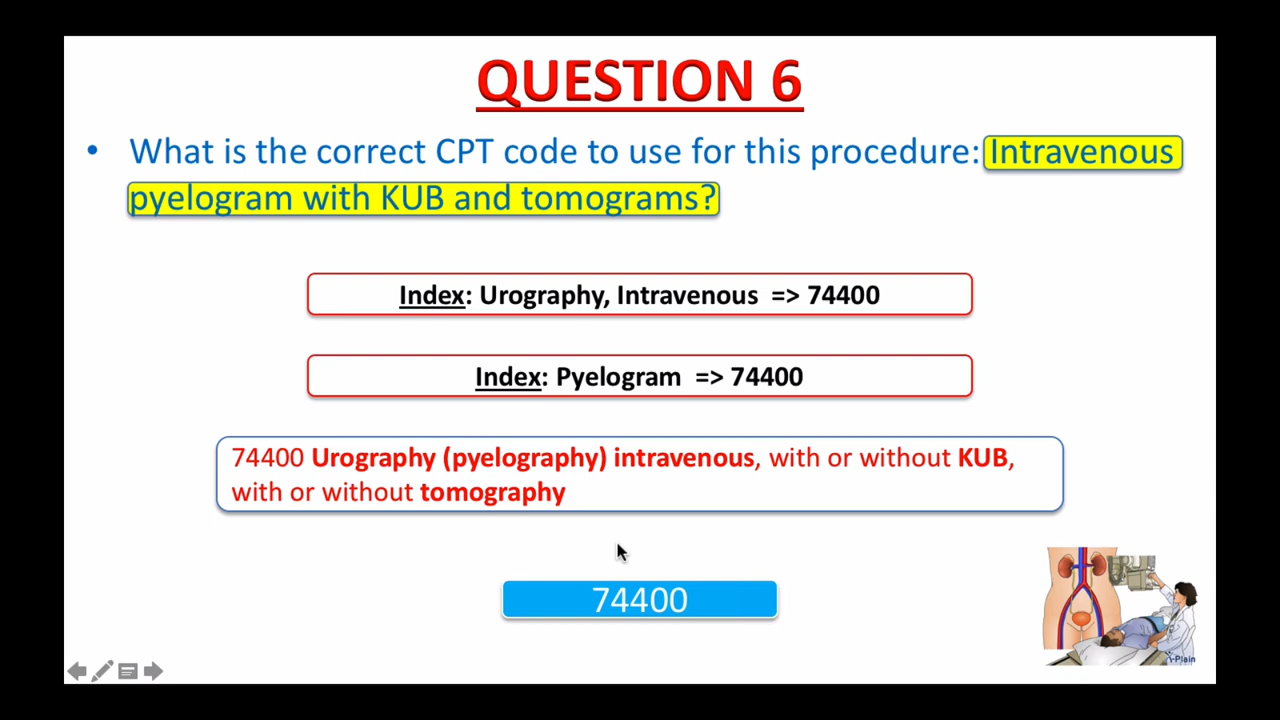 QUESTION 6
• What is the correct CPT code to use for this procedure: Intravenous
pyelogram with KUB and tomograms?
Index: Urography, Intravenous => 74400
Index: Pyelogram => 74400
74400 Urography (pyelography) intravenous, with or without KUB,
with or without tomography
74400